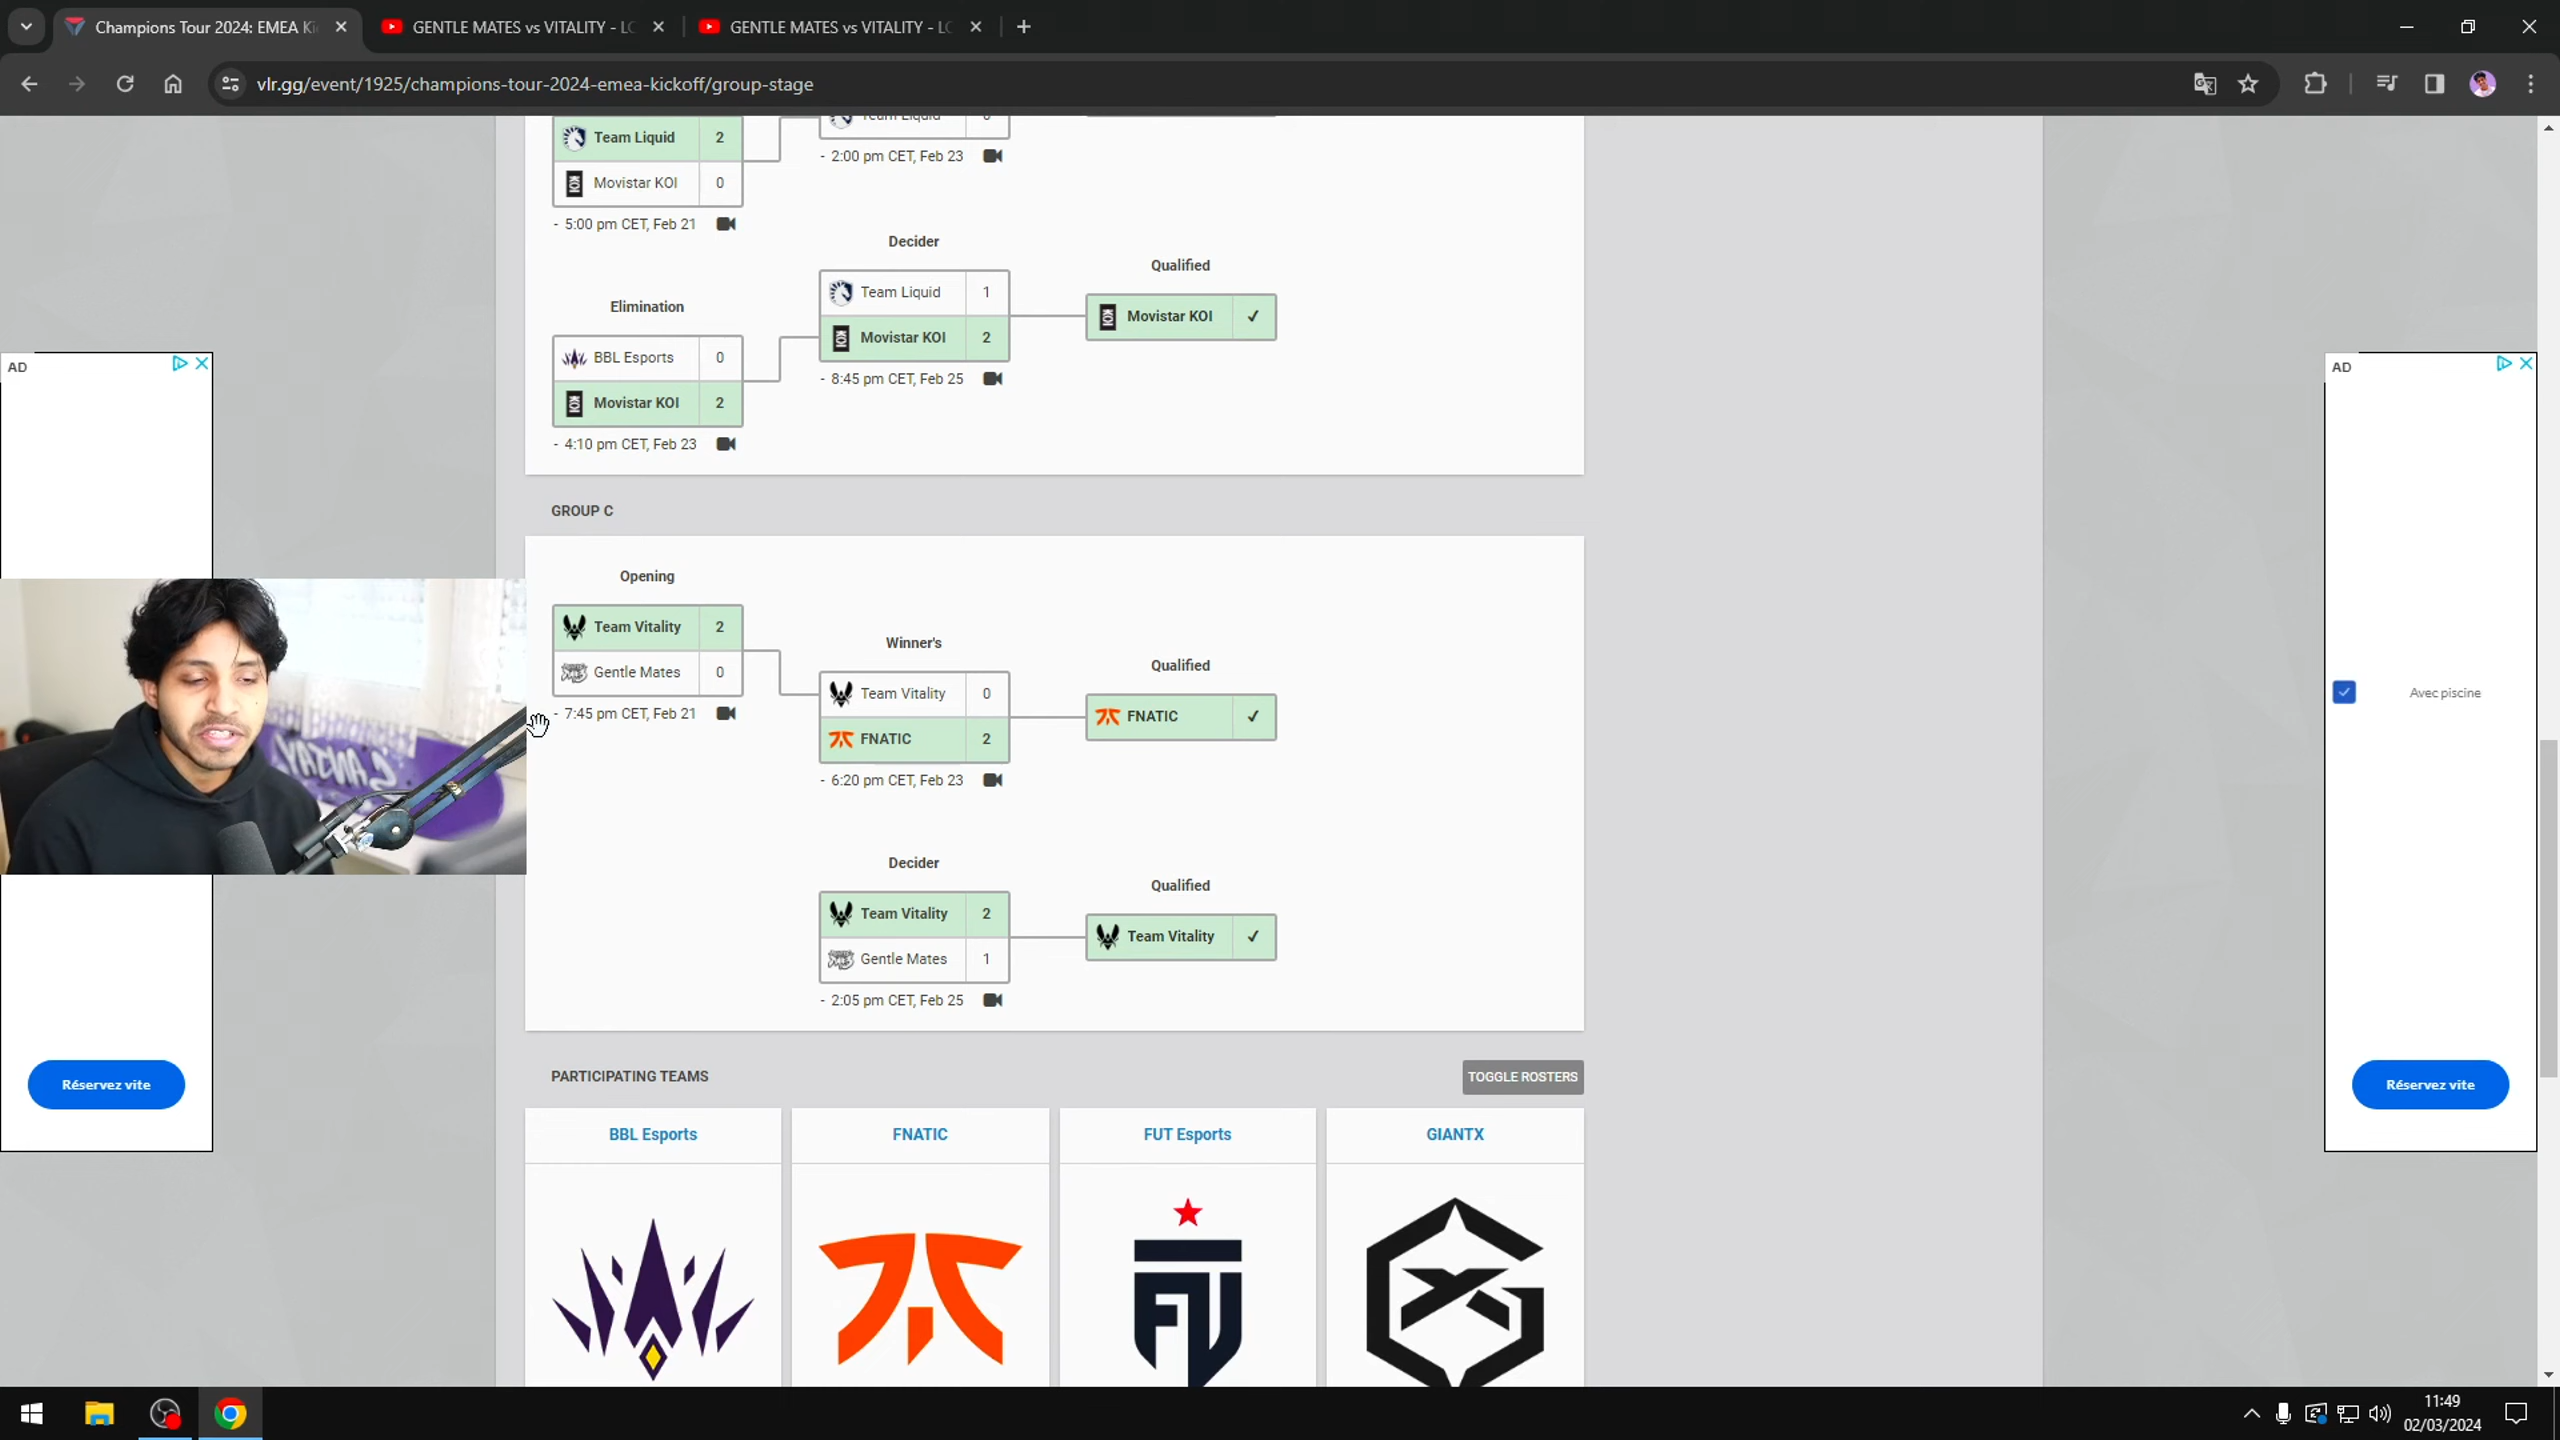 Champions Tour 2024: EMEA Ki
GENTLE MATES vs VITALITY - LC
GENTLE MATES vs VITALITY - LC
vlr.gg/event/1925/champions-tour-2024-emea-kickoff/group-stage
Team Liquid 2
Movistar KOI 0
- 5:00 pm CET, Feb 21
Team Liquid 0
- 2:00 pm CET, Feb 23
Decider
Team Liquid 1
Movistar KOI 2
- 8:45 pm CET, Feb 25
Qualified
Movistar KOI ✓
Elimination
BBL Esports 0
Movistar KOI 2
- 4:10 pm CET, Feb 23
AD
AD
GROUP C
Opening
Team Vitality 2
Gentle Mates 0
- 7:45 pm CET, Feb 21
Winner's
Team Vitality 0
FNATIC 2
- 6:20 pm CET, Feb 23
Qualified
FNATIC ✓
Avec piscine
Decider
Team Vitality 2
Gentle Mates 1
- 2:05 pm CET, Feb 25
Qualified
Team Vitality ✓
PARTICIPATING TEAMS
TOGGLE ROSTERS
Réservez vite
Réservez vite
BBL Esports
FNATIC
FUT Esports
GIANTX
11:49
02/03/2024